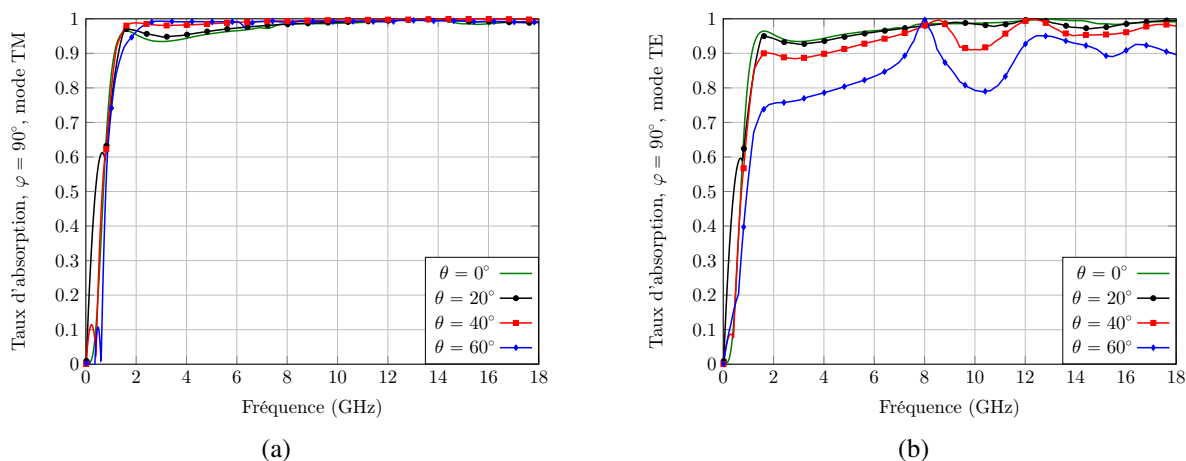 Taux d'absorption, φ = 90°, mode TM
1
0.9
0.8
0.7
0.6
0.5
0.4
0.3
0.2
0.1
0
0 2 4 6 8 10 12 14 16 18
Fréquence (GHz)
θ = 0°
θ = 20°
θ = 40°
θ = 60°
(a)
Taux d'absorption, φ = 90°, mode TE
1
0.9
0.8
0.7
0.6
0.5
0.4
0.3
0.2
0.1
0
0 2 4 6 8 10 12 14 16 18
Fréquence (GHz)
θ = 0°
θ = 20°
θ = 40°
θ = 60°
(b)